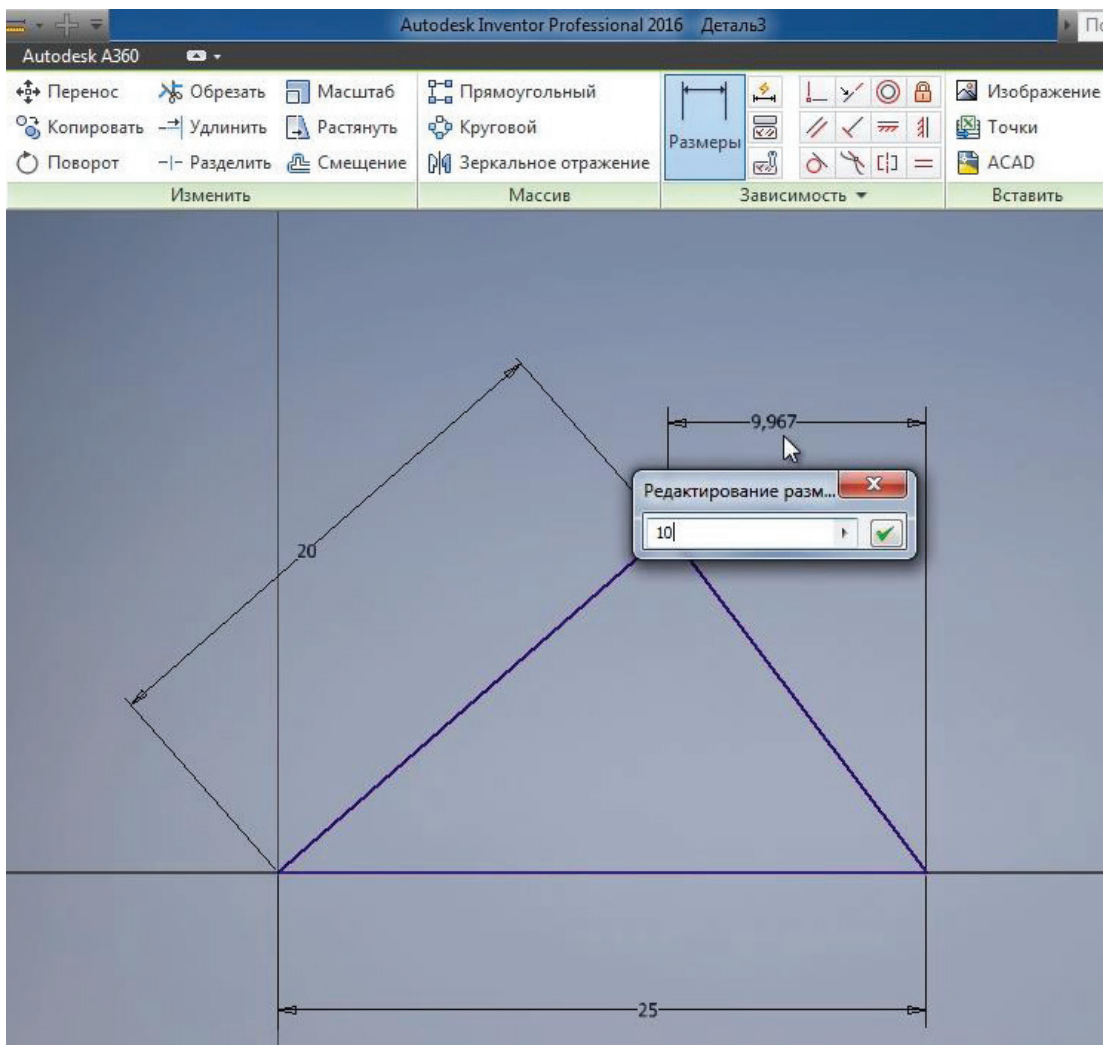 Autodesk Inventor Professional 2016 Деталь3
По
Autodesk A360
Перенос Обрезать Масштаб Прямоугольный Изображение
Копировать Удлинить Растянуть Круговой Размеры Точки
Поворот Разделить Смещение Зеркальное отражение ACAD
Изменить Массив Зависимость Вставить
9,967
Редактирование разм...
10
20
25